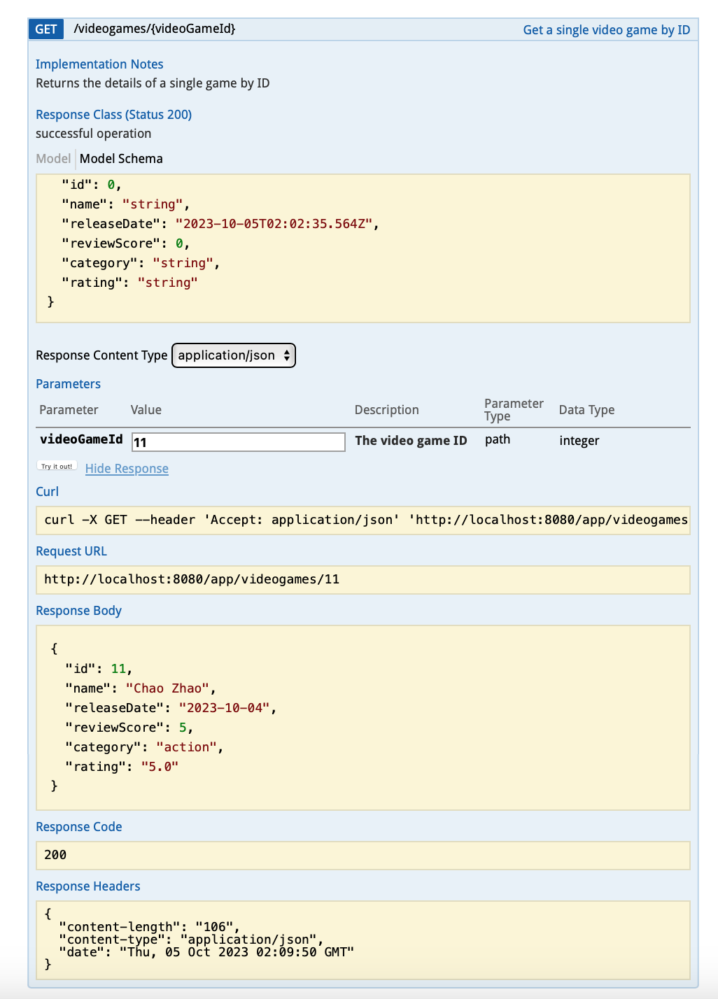 GET /videogames/{videoGameId} Get a single video game by ID
Implementation Notes
Returns the details of a single game by ID
Response Class (Status 200)
successful operation
Model Model Schema
"id": 0,
"name": "string",
"releaseDate": "2023-10-05T02:02:35.564Z",
"reviewScore": 0,
"category": "string",
"rating": "string"
}
Response Content Type application/json
Parameters
Parameter Value Description Parameter Type Data Type
videoGameId 11 The video game ID path integer
Try it out! Hide Response
Curl
curl -X GET --header 'Accept: application/json' 'http://localhost:8080/app/videogames
Request URL
http://localhost:8080/app/videogames/11
Response Body
{
"id": 11,
"name": "Chao Zhao",
"releaseDate": "2023-10-04",
"reviewScore": 5,
"category": "action",
"rating": "5.0"
}
Response Code
200
Response Headers
{
"content-length": "106",
"content-type": "application/json",
"date": "Thu, 05 Oct 2023 02:09:50 GMT"
}